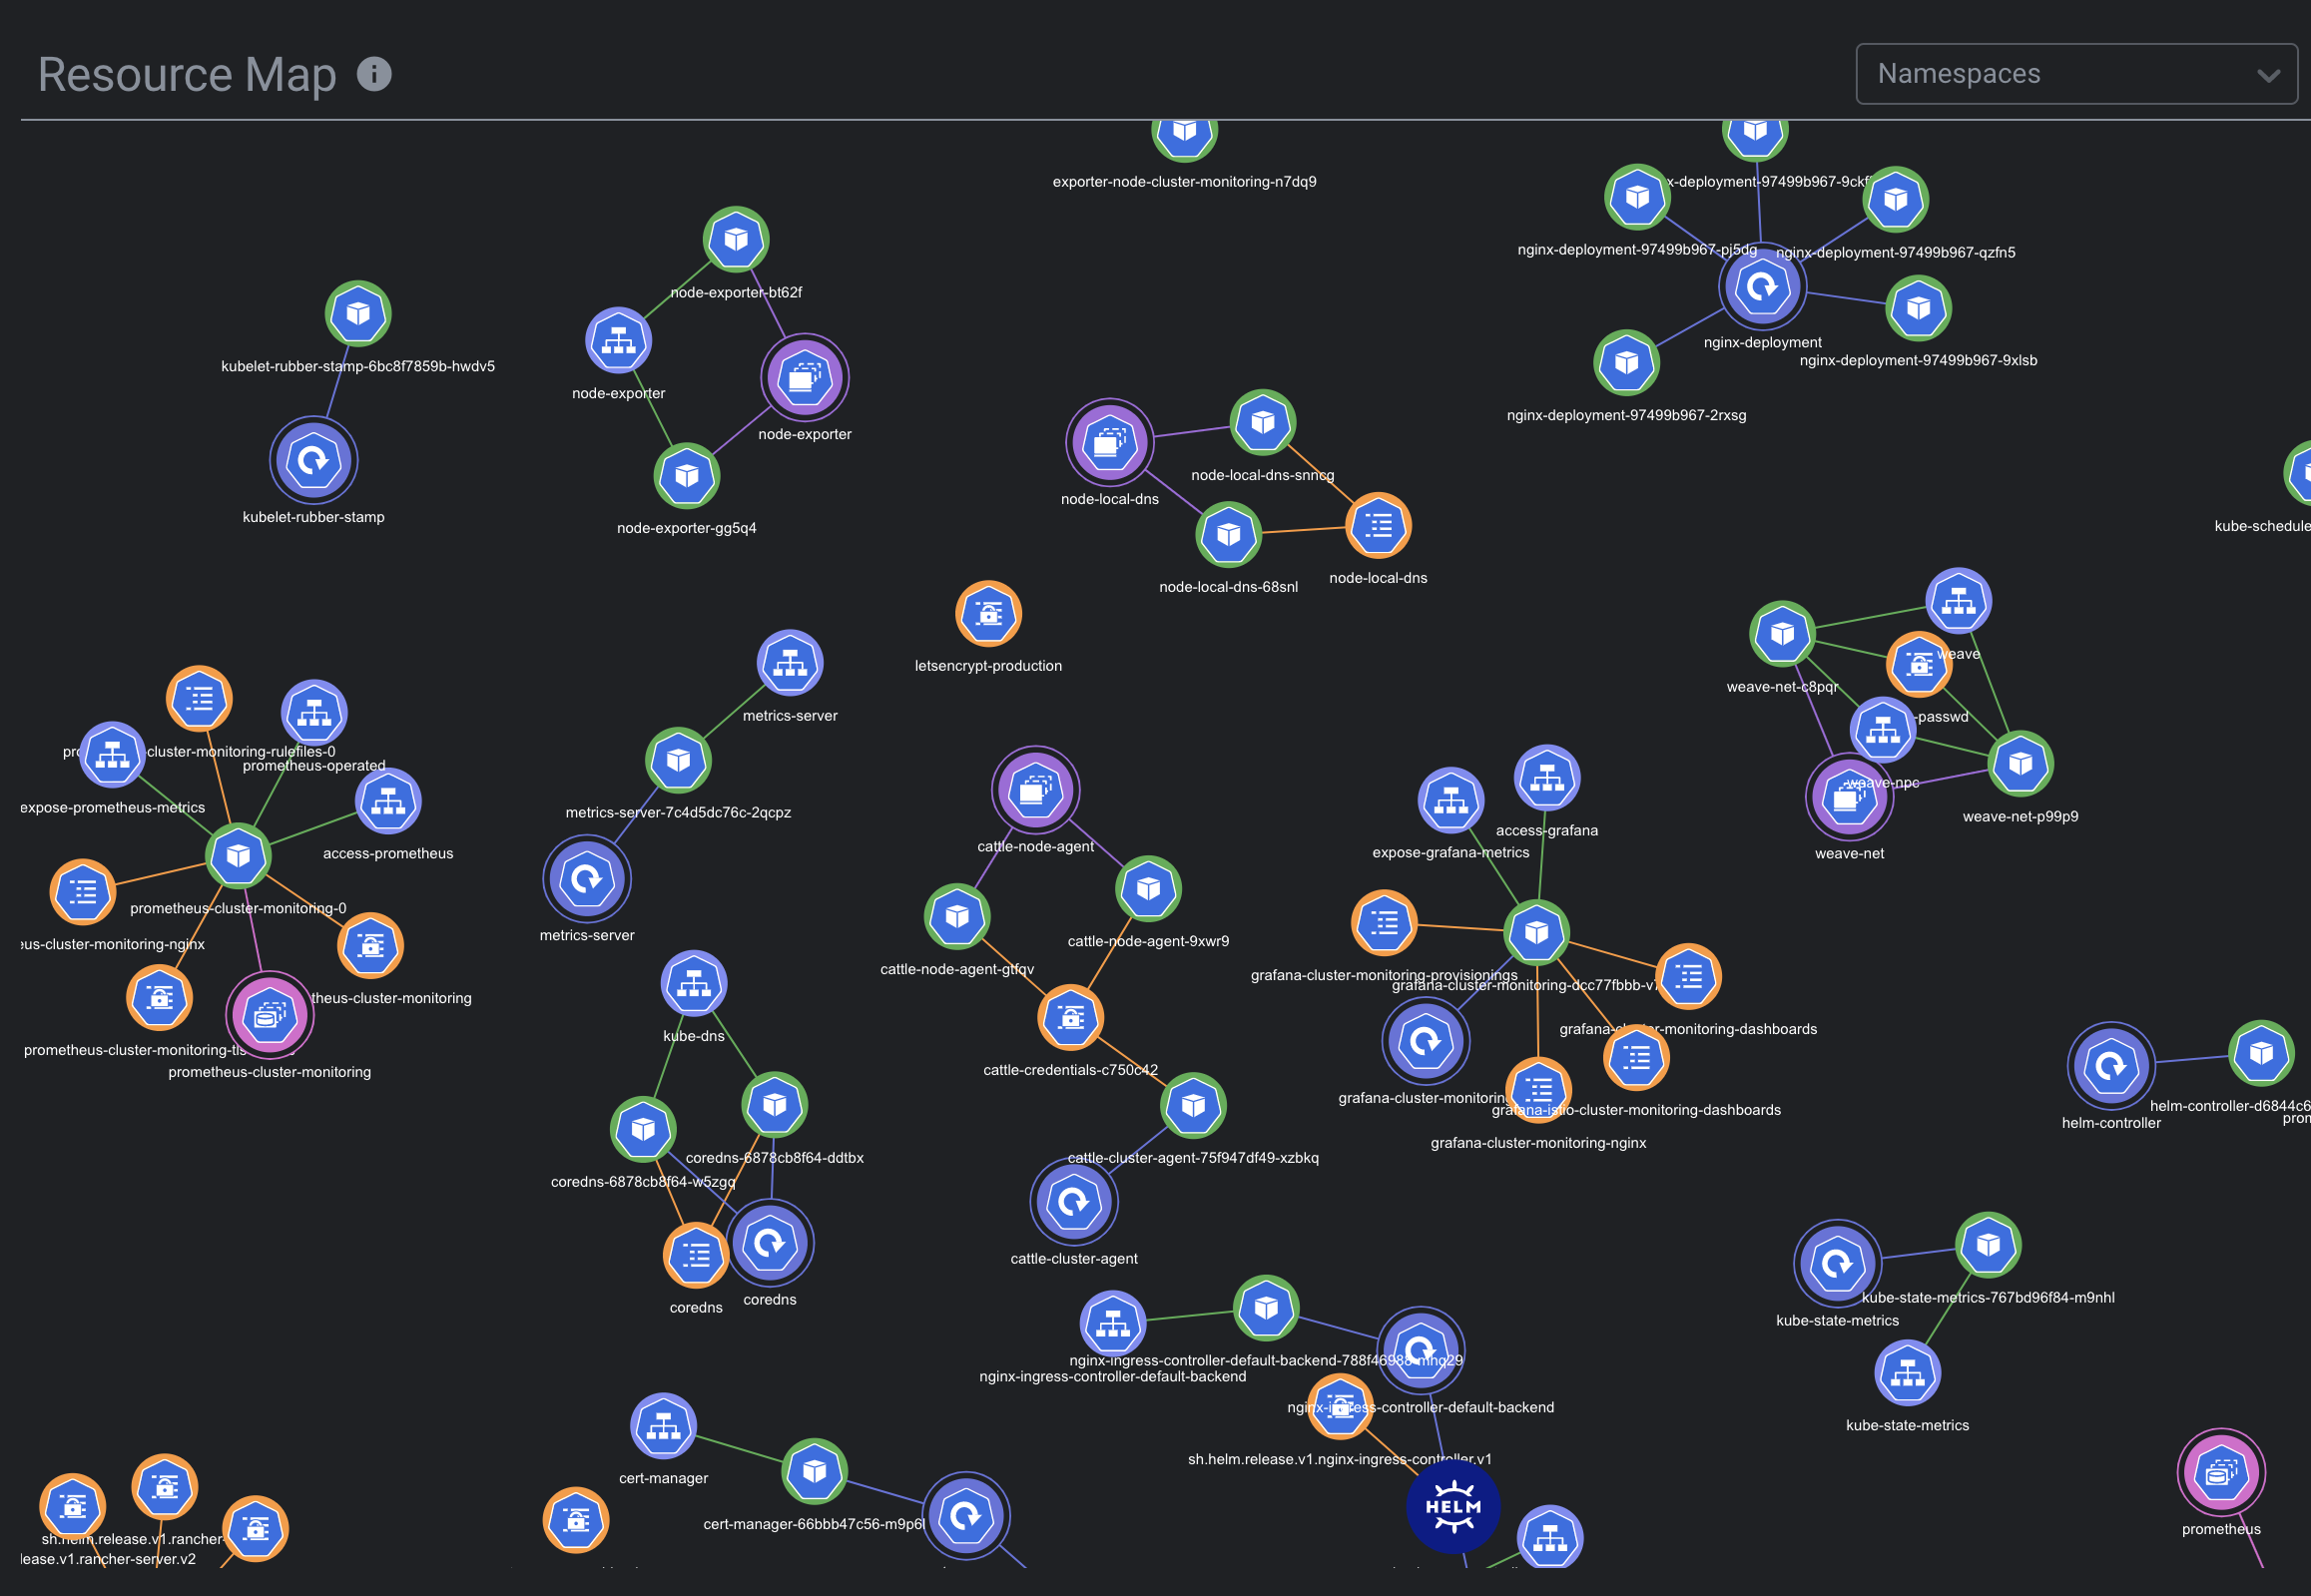 Resource Map
Namespaces
exporter-node-cluster-monitoring-n7dq9
x-deployment-97499b967-9ckf
nginx-deployment-97499b967-pj5dg
nginx-deployment-97499b967-qzfn5
node-exporter-bt62f
nginx-deployment
nginx-deployment-97499b967-9xlsb
kubelet-rubber-stamp-6bc8f7859b-hwdv5
node-exporter
nginx-deployment-97499b967-2rxsg
node-exporter
node-local-dns-snncg
node-local-dns
kubelet-rubber-stamp
node-exporter-gg5q4
kube-schedule
node-local-dns
node-local-dns-68snl
weave
letsencrypt-production
weave-net-c8pqr
metrics-server
-passwd
cluster-monitoring-rulefiles-0
prometheus-operated
weave-npc
expose-prometheus-metrics
metrics-server-7c4d5dc76c-2qcpz
weave-net-p99p9
access-grafana
cattle-node-agent
expose-grafana-metrics
access-prometheus
weave-net
prometheus-cluster-monitoring-0
metrics-server
cattle-node-agent-9xwr9
eus-cluster-monitoring-nginx
cattle-node-agent-gtfqv
grafana-cluster-monitoring-provisionings
grafana-cluster-monitoring-dcc77fbbb-v
theus-cluster-monitoring
grafana-cluster-monitoring-dashboards
kube-dns
prometheus-cluster-monitoring-tls
prometheus-cluster-monitoring
cattle-credentials-c750c42
grafana-cluster-monitoring
grafana-istio-cluster-monitoring-dashboards
helm-controller-d6844c6
prom
helm-controller
grafana-cluster-monitoring-nginx
coredns-6878cb8f64-ddtbx
cattle-cluster-agent-75f947df49-xzbkq
coredns-6878cb8f64-w5zgq
cattle-cluster-agent
coredns
coredns
kube-state-metrics-767bd96f84-m9nhl
kube-state-metrics
nginx-ingress-controller-default-backend-788f46988-mhq29
nginx-ingress-controller-default-backend
nginx-ingress-controller-default-backend
kube-state-metrics
sh.helm.release.v1.nginx-ingress-controller.v1
cert-manager
HELM
cert-manager-66bbb47c56-m9p6l
prometheus
sh.helm.release.v1.rancher-
lease.v1.rancher-server.v2